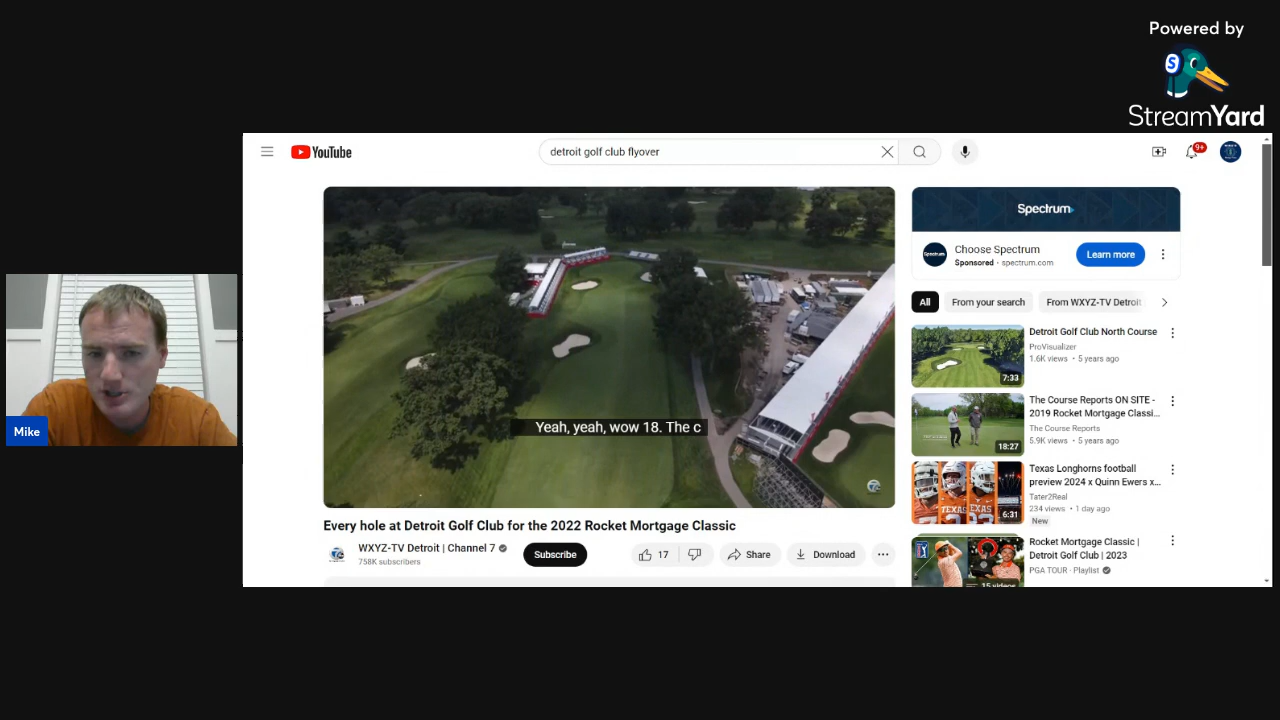 Powered by
StreamYard
YouTube
detroit golf club flyover
9+
Spectrum
Choose Spectrum
Sponsored · spectrum.com
Learn more
Spectrum
All
From your search
From WXYZ-TV Detroit
Yeah, yeah, wow 18. The c
Detroit Golf Club North Course
ProVisualizer
1.6K views • 5 years ago
7:33
The Course Reports ON SITE -
2019 Rocket Mortgage Classi...
The Course Reports
5.9K views • 5 years ago
18:27
Texas Longhorns football
preview 2024 x Quinn Ewers x...
Tater2Real
234 views • 1 day ago
New
6:31
TEXAS
Rocket Mortgage Classic |
Detroit Golf Club | 2023
PGA TOUR · Playlist
15 videos
Every hole at Detroit Golf Club for the 2022 Rocket Mortgage Classic
WXYZ-TV Detroit | Channel 7
758K subscribers
Subscribe
17
Share
Download
Mike